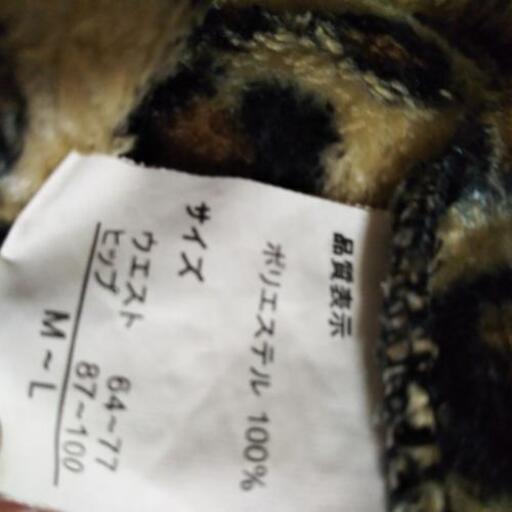 品質表示
ポリエステル 100%
サイズ
ウエスト 64~77
ヒップ 87~100
M~L